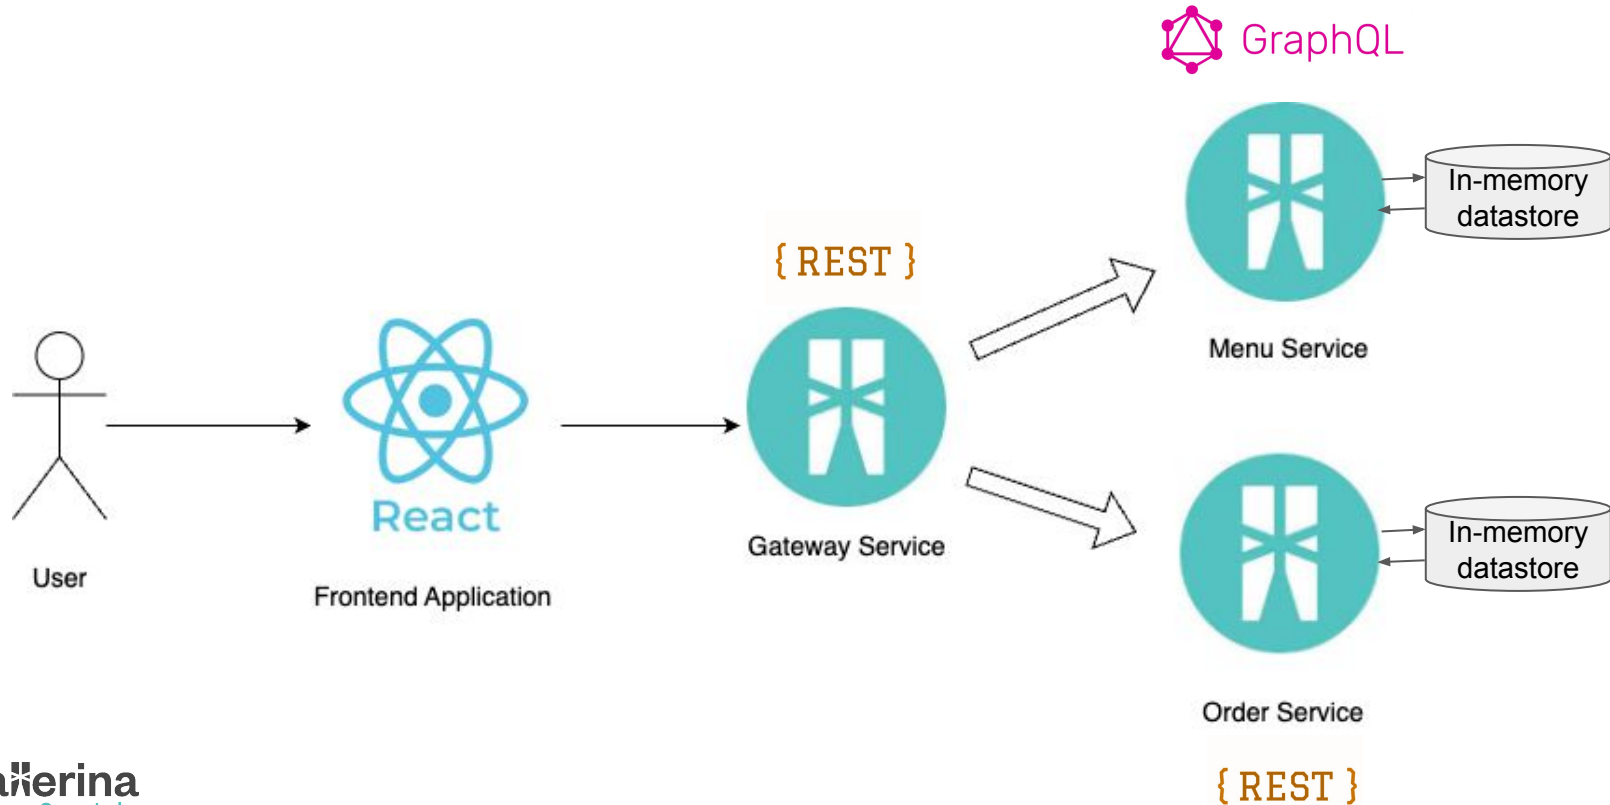 GraphQL
In-memory
datastore
{ REST }
Menu Service
React
Gateway Service
User
Frontend Application
In-memory
datastore
Order Service
{ REST }